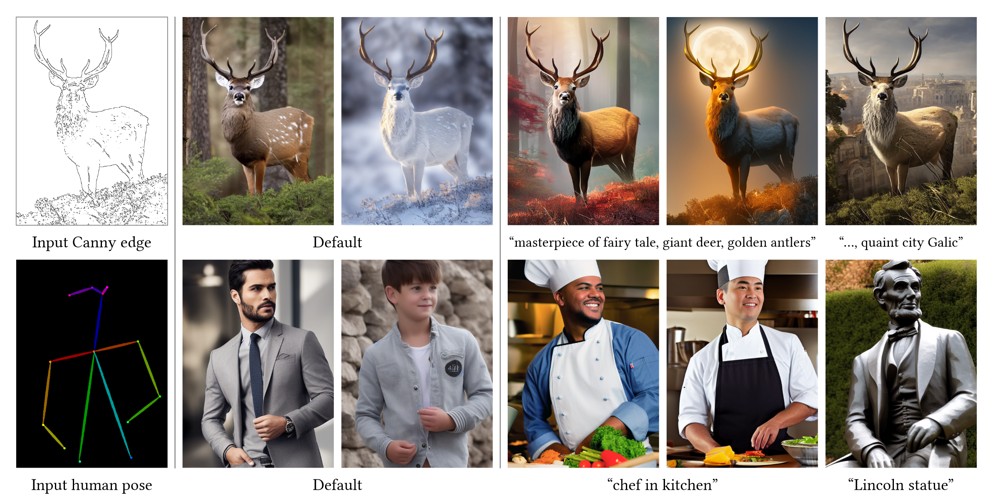 Input Canny edge
Default
“masterpiece of fairy tale, giant deer, golden antlers”
“..., quaint city Galic”
Input human pose
Default
“chef in kitchen”
“Lincoln statue”